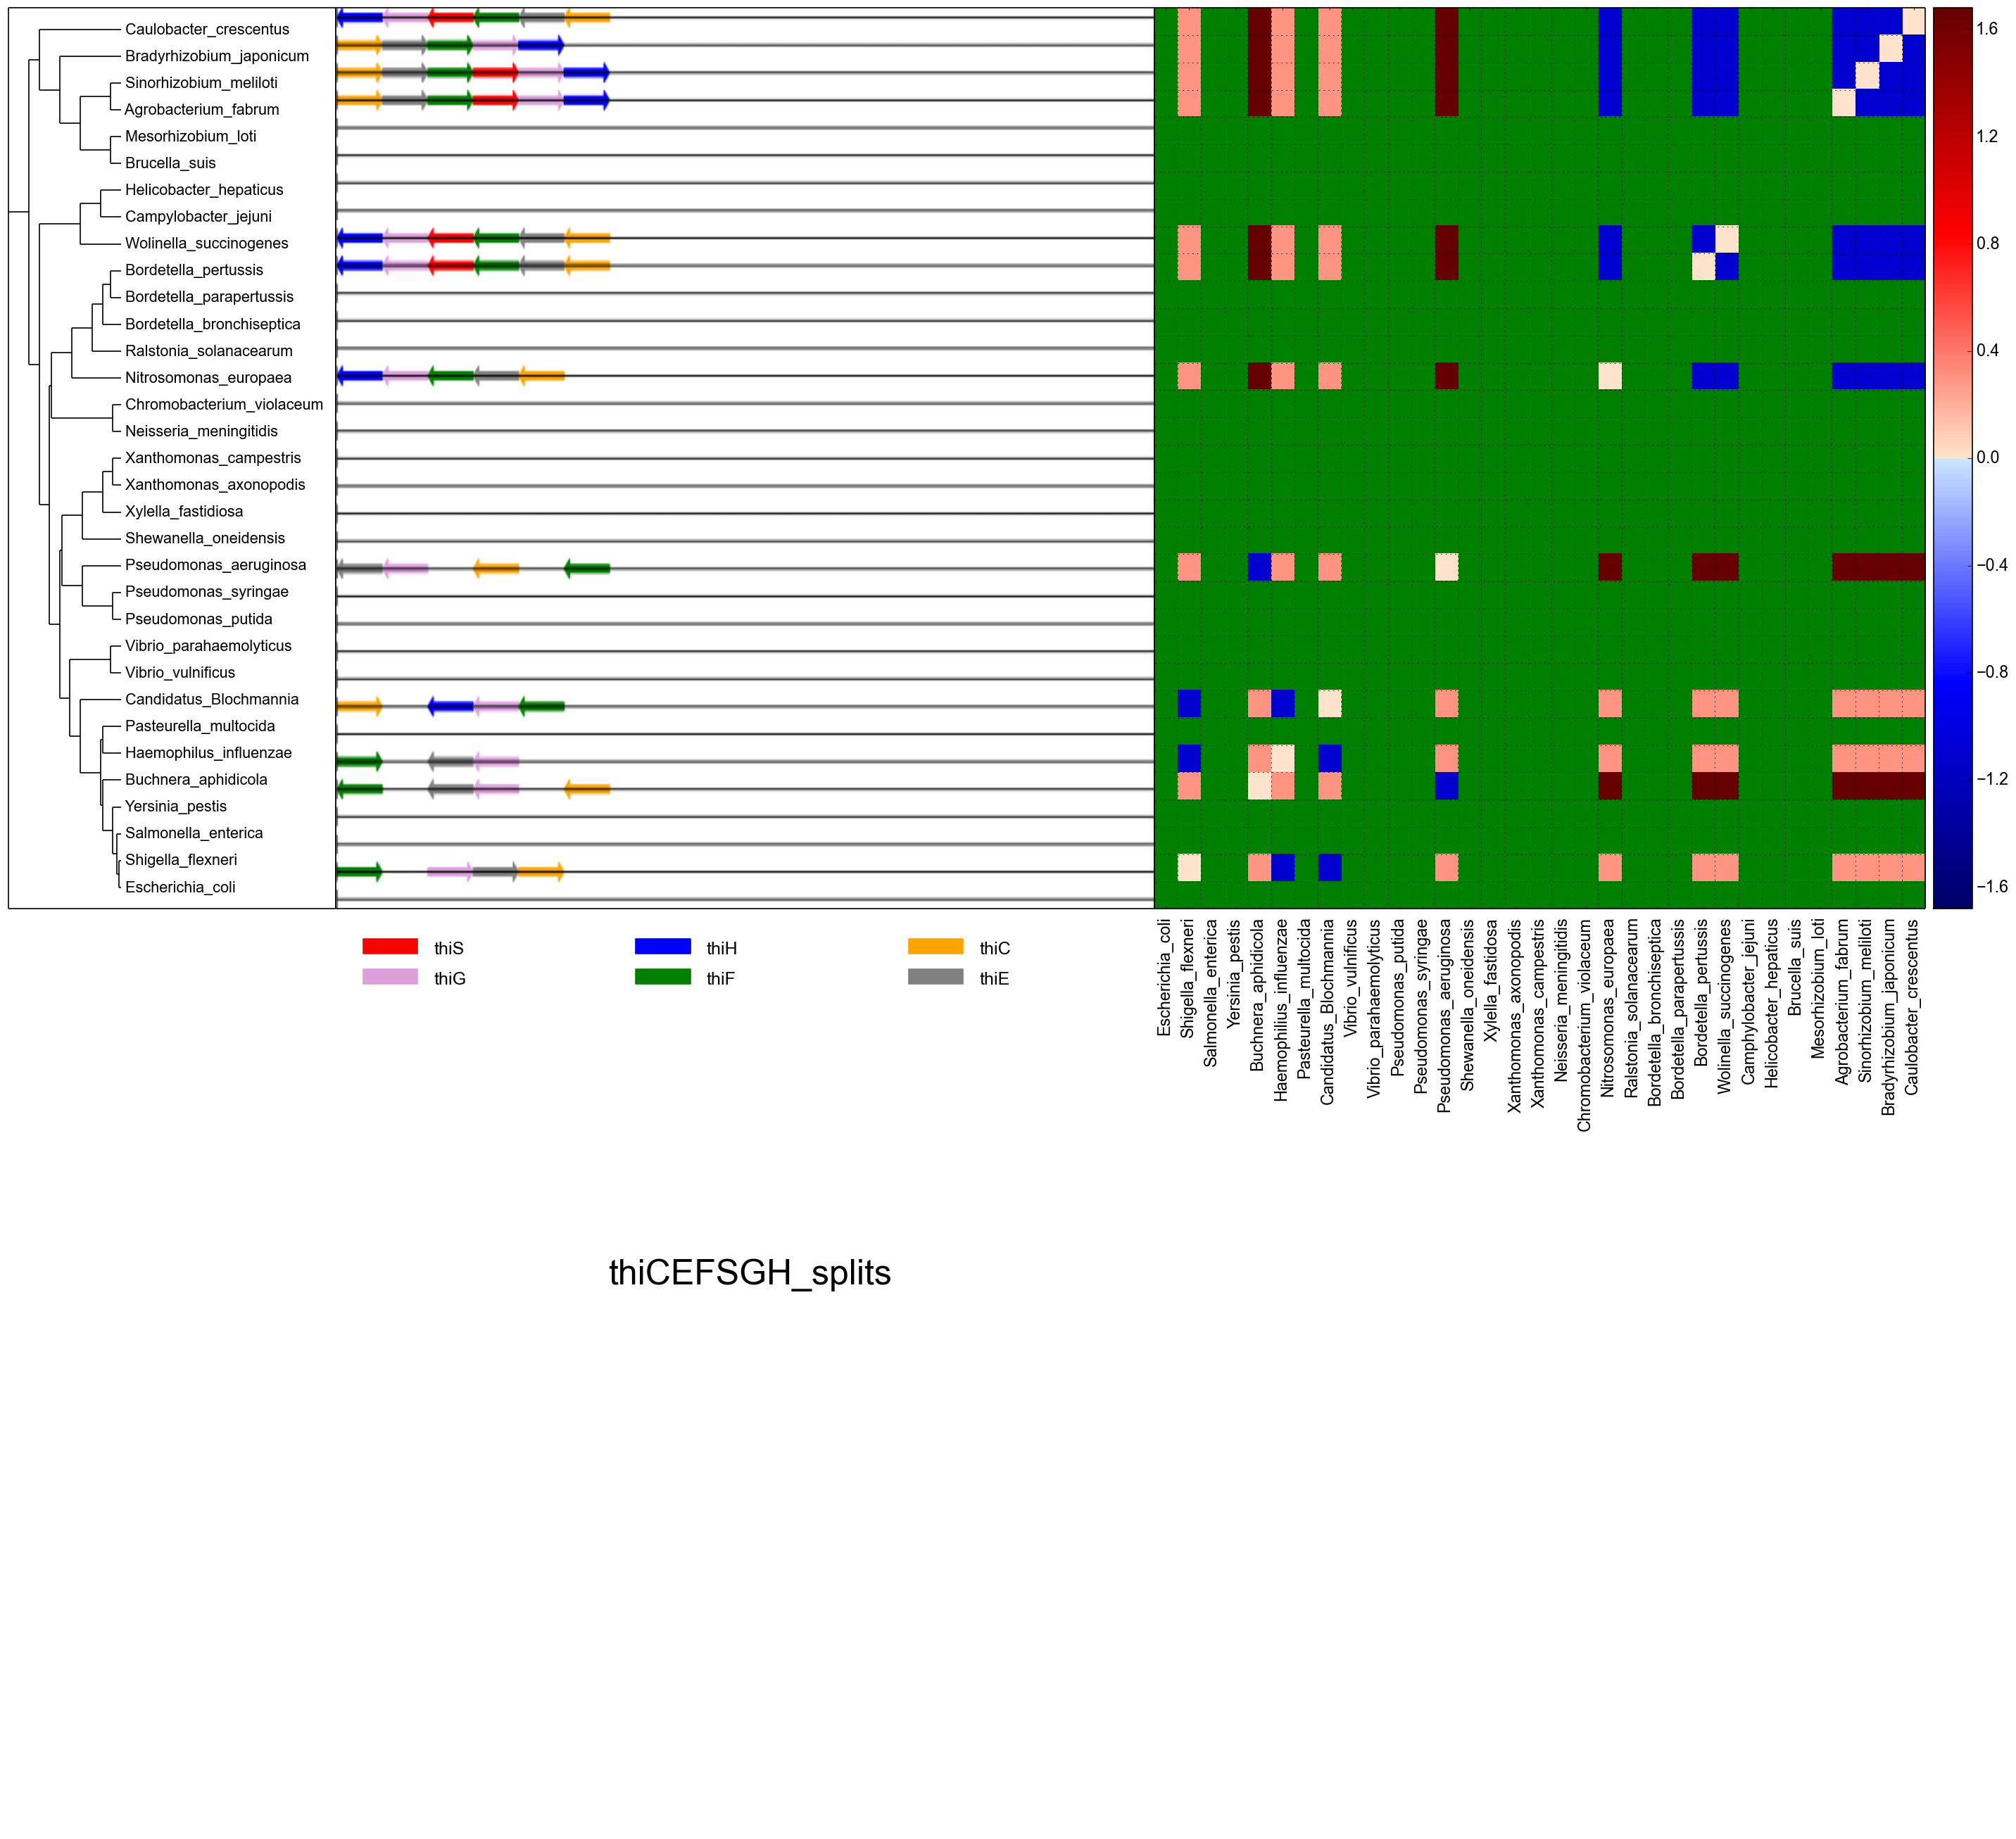 Caulobacter_crescentus
Bradyrhizobium_japonicum
Sinorhizobium_meliloti
Agrobacterium_fabrum
Mesorhizobium_loti
Brucella_suis
Helicobacter_hepaticus
Campylobacter_jejuni
Wolinella_succinogenes
Bordetella_pertussis
Bordetella_parapertussis
Bordetella_bronchiseptica
Ralstonia_solanacearum
Nitrosomonas_europaea
Chromobacterium_violaceum
Neisseria_meningitidis
Xanthomonas_campestris
Xanthomonas_axonopodis
Xylella_fastidiosa
Shewanella_oneidensis
Pseudomonas_aeruginosa
Pseudomonas_syringae
Pseudomonas_putida
Vibrio_parahaemolyticus
Vibrio_vulnificus
Candidatus_Blochmannia
Pasteurella_multocida
Haemophilus_influenzae
Buchnera_aphidicola
Yersinia_pestis
Salmonella_enterica
Shigella_flexneri
Escherichia_coli
1.6
1.2
0.8
0.4
0.0
−0.4
−0.8
−1.2
−1.6
thiS
thiH
thiC
thiG
thiF
thiE
Escherichia_coli
Shigella_flexneri
Salmonella_enterica
Yersinia_pestis
Buchnera_aphidicola
Haemophilius_influenzae
Pasteurella_multocida
Candidatus_Blochmannia
Vibrio_vulnificus
Vibrio_parahaemolyticus
Pseudomonas_putida
Pseudomonas_syringae
Pseudomonas_aeruginosa
Shewanella_oneidensis
Xylella_fastidiosa
Xanthomonas_axonopodis
Xanthomonas_campestris
Neisseria_meningitidis
Chromobacterium_violaceum
Nitrosomonas_europaea
Ralstonia_solanacearum
Bordetella_bronchiseptica
Bordetella_parapertussis
Bordetella_pertussis
Wolinella_succinogenes
Camphylobacter_jejuni
Helicobacter_hepaticus
Brucella_suis
Mesorhizobium_loti
Agrobacterium_fabrum
Sinorhizobium_meliloti
Bradyrhizobium_japonicum
Caulobacter_crescentus
thiCEFSGH_splits